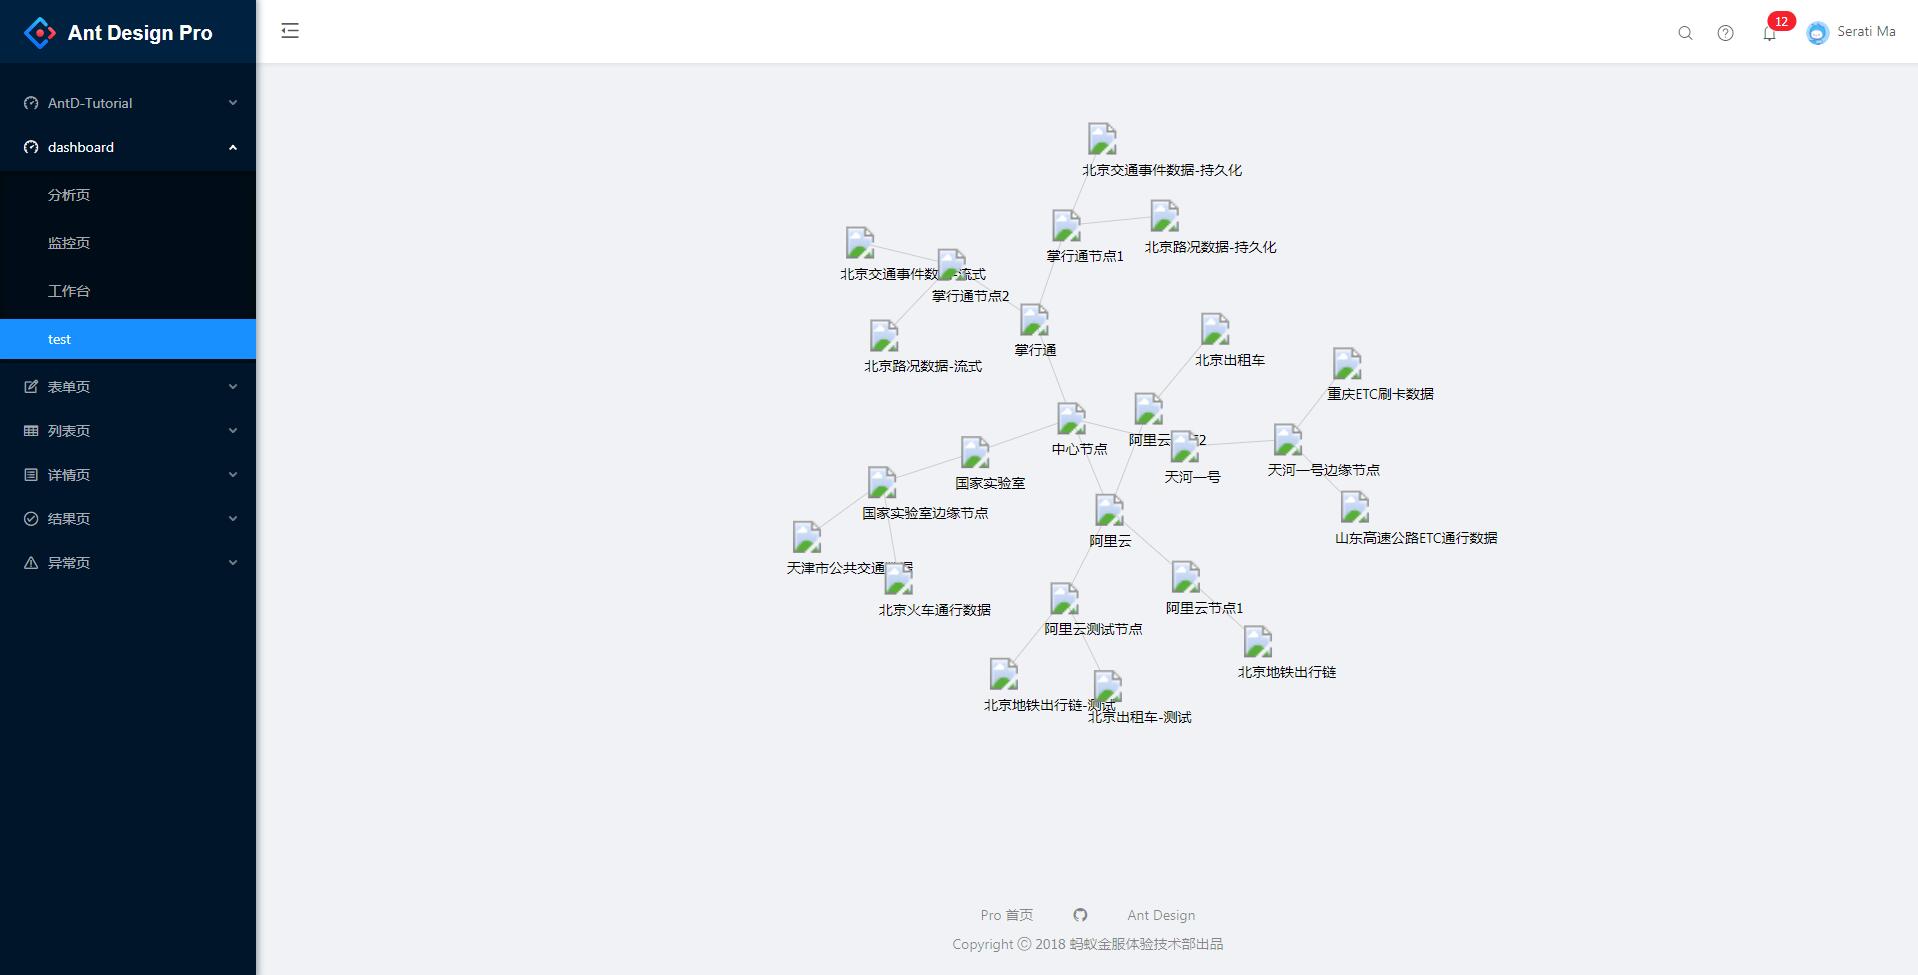 Ant Design Pro
12
Serati Ma
AntD-Tutorial
dashboard
分析页
监控页
工作台
test
表单页
列表页
详情页
结果页
异常页
北京交通事件数据-持久化
北京路况数据-持久化
掌行通节点1
北京交通事件数 流式
掌行通节点2
掌行通
北京路况数据-流式
北京出租车
重庆ETC刷卡数据
阿里云 2
中心节点
天河一号边缘节点
天河一号
国家实验室
国家实验室边缘节点
山东高速公路ETC通行数据
阿里云
天津市公共交通
北京火车通行数据
阿里云节点1
阿里云测试节点
北京地铁出行链
北京地铁出行链-测试
北京出租车-测试
Pro 首页
Ant Design
Copyright © 2018 蚂蚁金服体验技术部出品